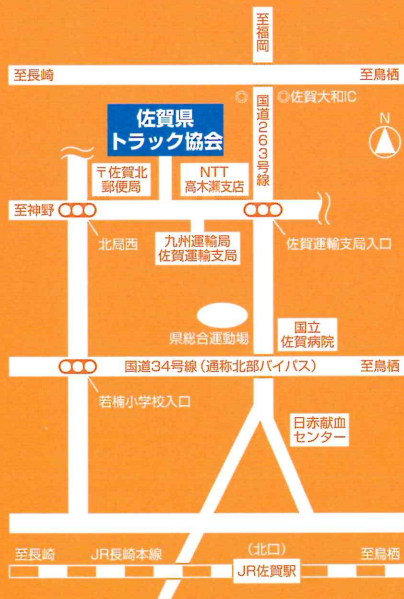 至福岡
至長崎
至鳥栖
佐賀大和IC
国道263号線
佐賀県
トラック協会
N
〒佐賀北
郵便局
NTT
高木瀬支店
至神野
北局西
九州運輸局
佐賀運輸支局
佐賀運輸支局入口
県総合運動場
国立
佐賀病院
国道34号線(通称北部バイパス)
至鳥栖
若楠小学校入口
日赤献血
センター
至長崎
JR長崎本線
(北口)
至鳥栖
JR佐賀駅